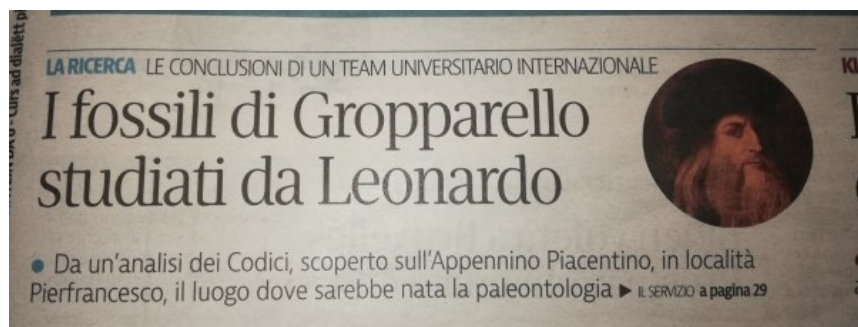 LA RICERCA LE CONCLUSIONI DI UN TEAM UNIVERSITARIO INTERNAZIONALE
I fossili di Gropparello
studiati da Leonardo
● Da un'analisi dei Codici, scoperto sull'Appennino Piacentino, in località
Pierfrancesco, il luogo dove sarebbe nata la paleontologia ▶ IL SERVIZIO a pagina 29